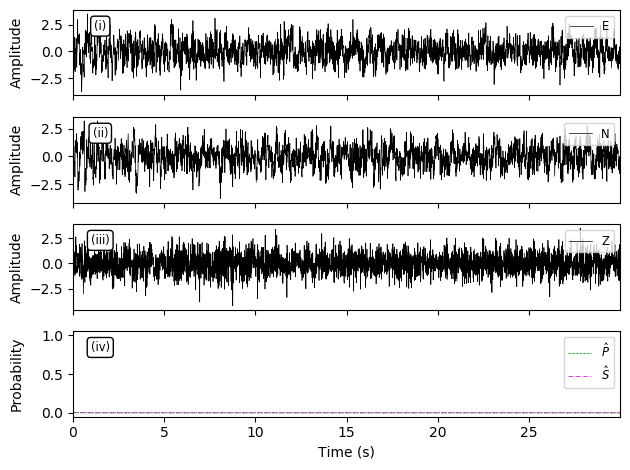 Amplitude
2.5
0.0
−2.5
(i)
E
Amplitude
2.5
0.0
−2.5
(ii)
N
Amplitude
2.5
0.0
−2.5
(iii)
Z
Probability
1.0
0.5
0.0
(iv)
P̂
Ŝ
0 5 10 15 20 25
Time (s)